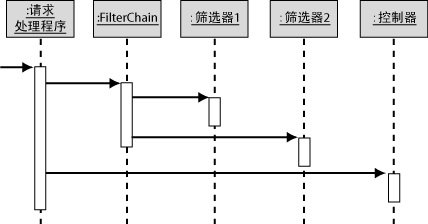 :请求
处理程序
:FilterChain
: 筛选器1
: 筛选器2
: 控制器